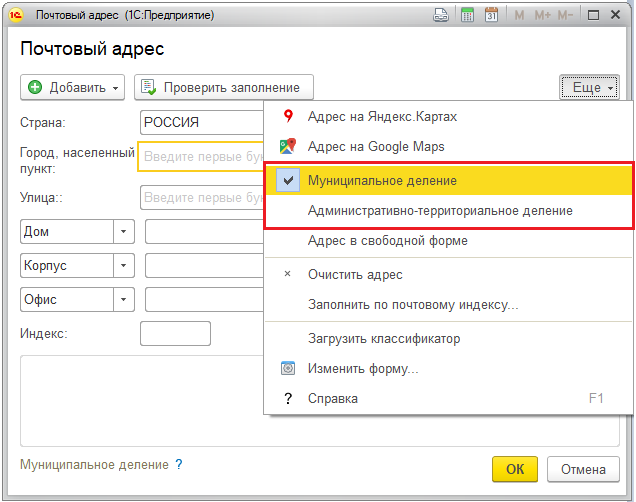 Почтовый адрес (1С:Предприятие)
M M+ M−
31
Почтовый адрес
Добавить
Проверить заполнение
Еще
Страна:
РОССИЯ
Город, населенный
пункт:
Введите первые бук
Улица::
Введите первые бук
Дом
Корпус
Офис
Индекс:
Адрес на Яндекс.Картах
Адрес на Google Maps
Муниципальное деление
Административно-территориальное деление
Адрес в свободной форме
Очистить адрес
Заполнить по почтовому индексу...
Загрузить классификатор
Изменить форму...
? Справка F1
Муниципальное деление ?
ОК
Отмена